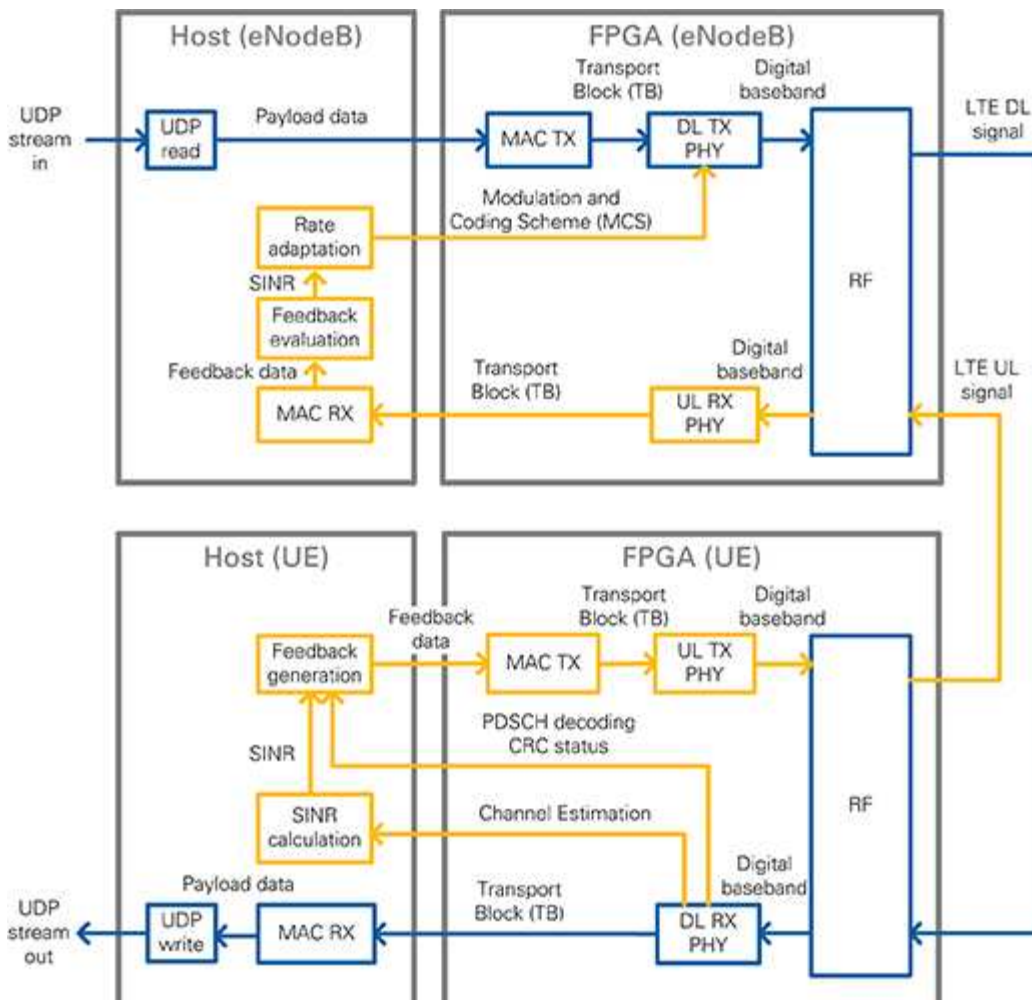 Host (eNodeB)
FPGA (eNodeB)
UDP
stream
in
UDP
read
Payload data
MAC TX
Transport
Block (TB)
DL TX
PHY
Digital
baseband
RF
LTE DL
signal
Modulation and
Coding Scheme (MCS)
Rate
adaptation
SINR
Feedback
evaluation
Feedback data
MAC RX
Transport
Block (TB)
UL RX
PHY
Digital
baseband
LTE UL
signal
Host (UE)
FPGA (UE)
Feedback
generation
Feedback
data
MAC TX
Transport
Block (TB)
UL TX
PHY
Digital
baseband
RF
PDSCH decoding
CRC status
SINR
SINR
calculation
Channel Estimation
UDP
stream
out
UDP
write
Payload data
MAC RX
Transport
Block (TB)
DL RX
PHY
Digital
baseband